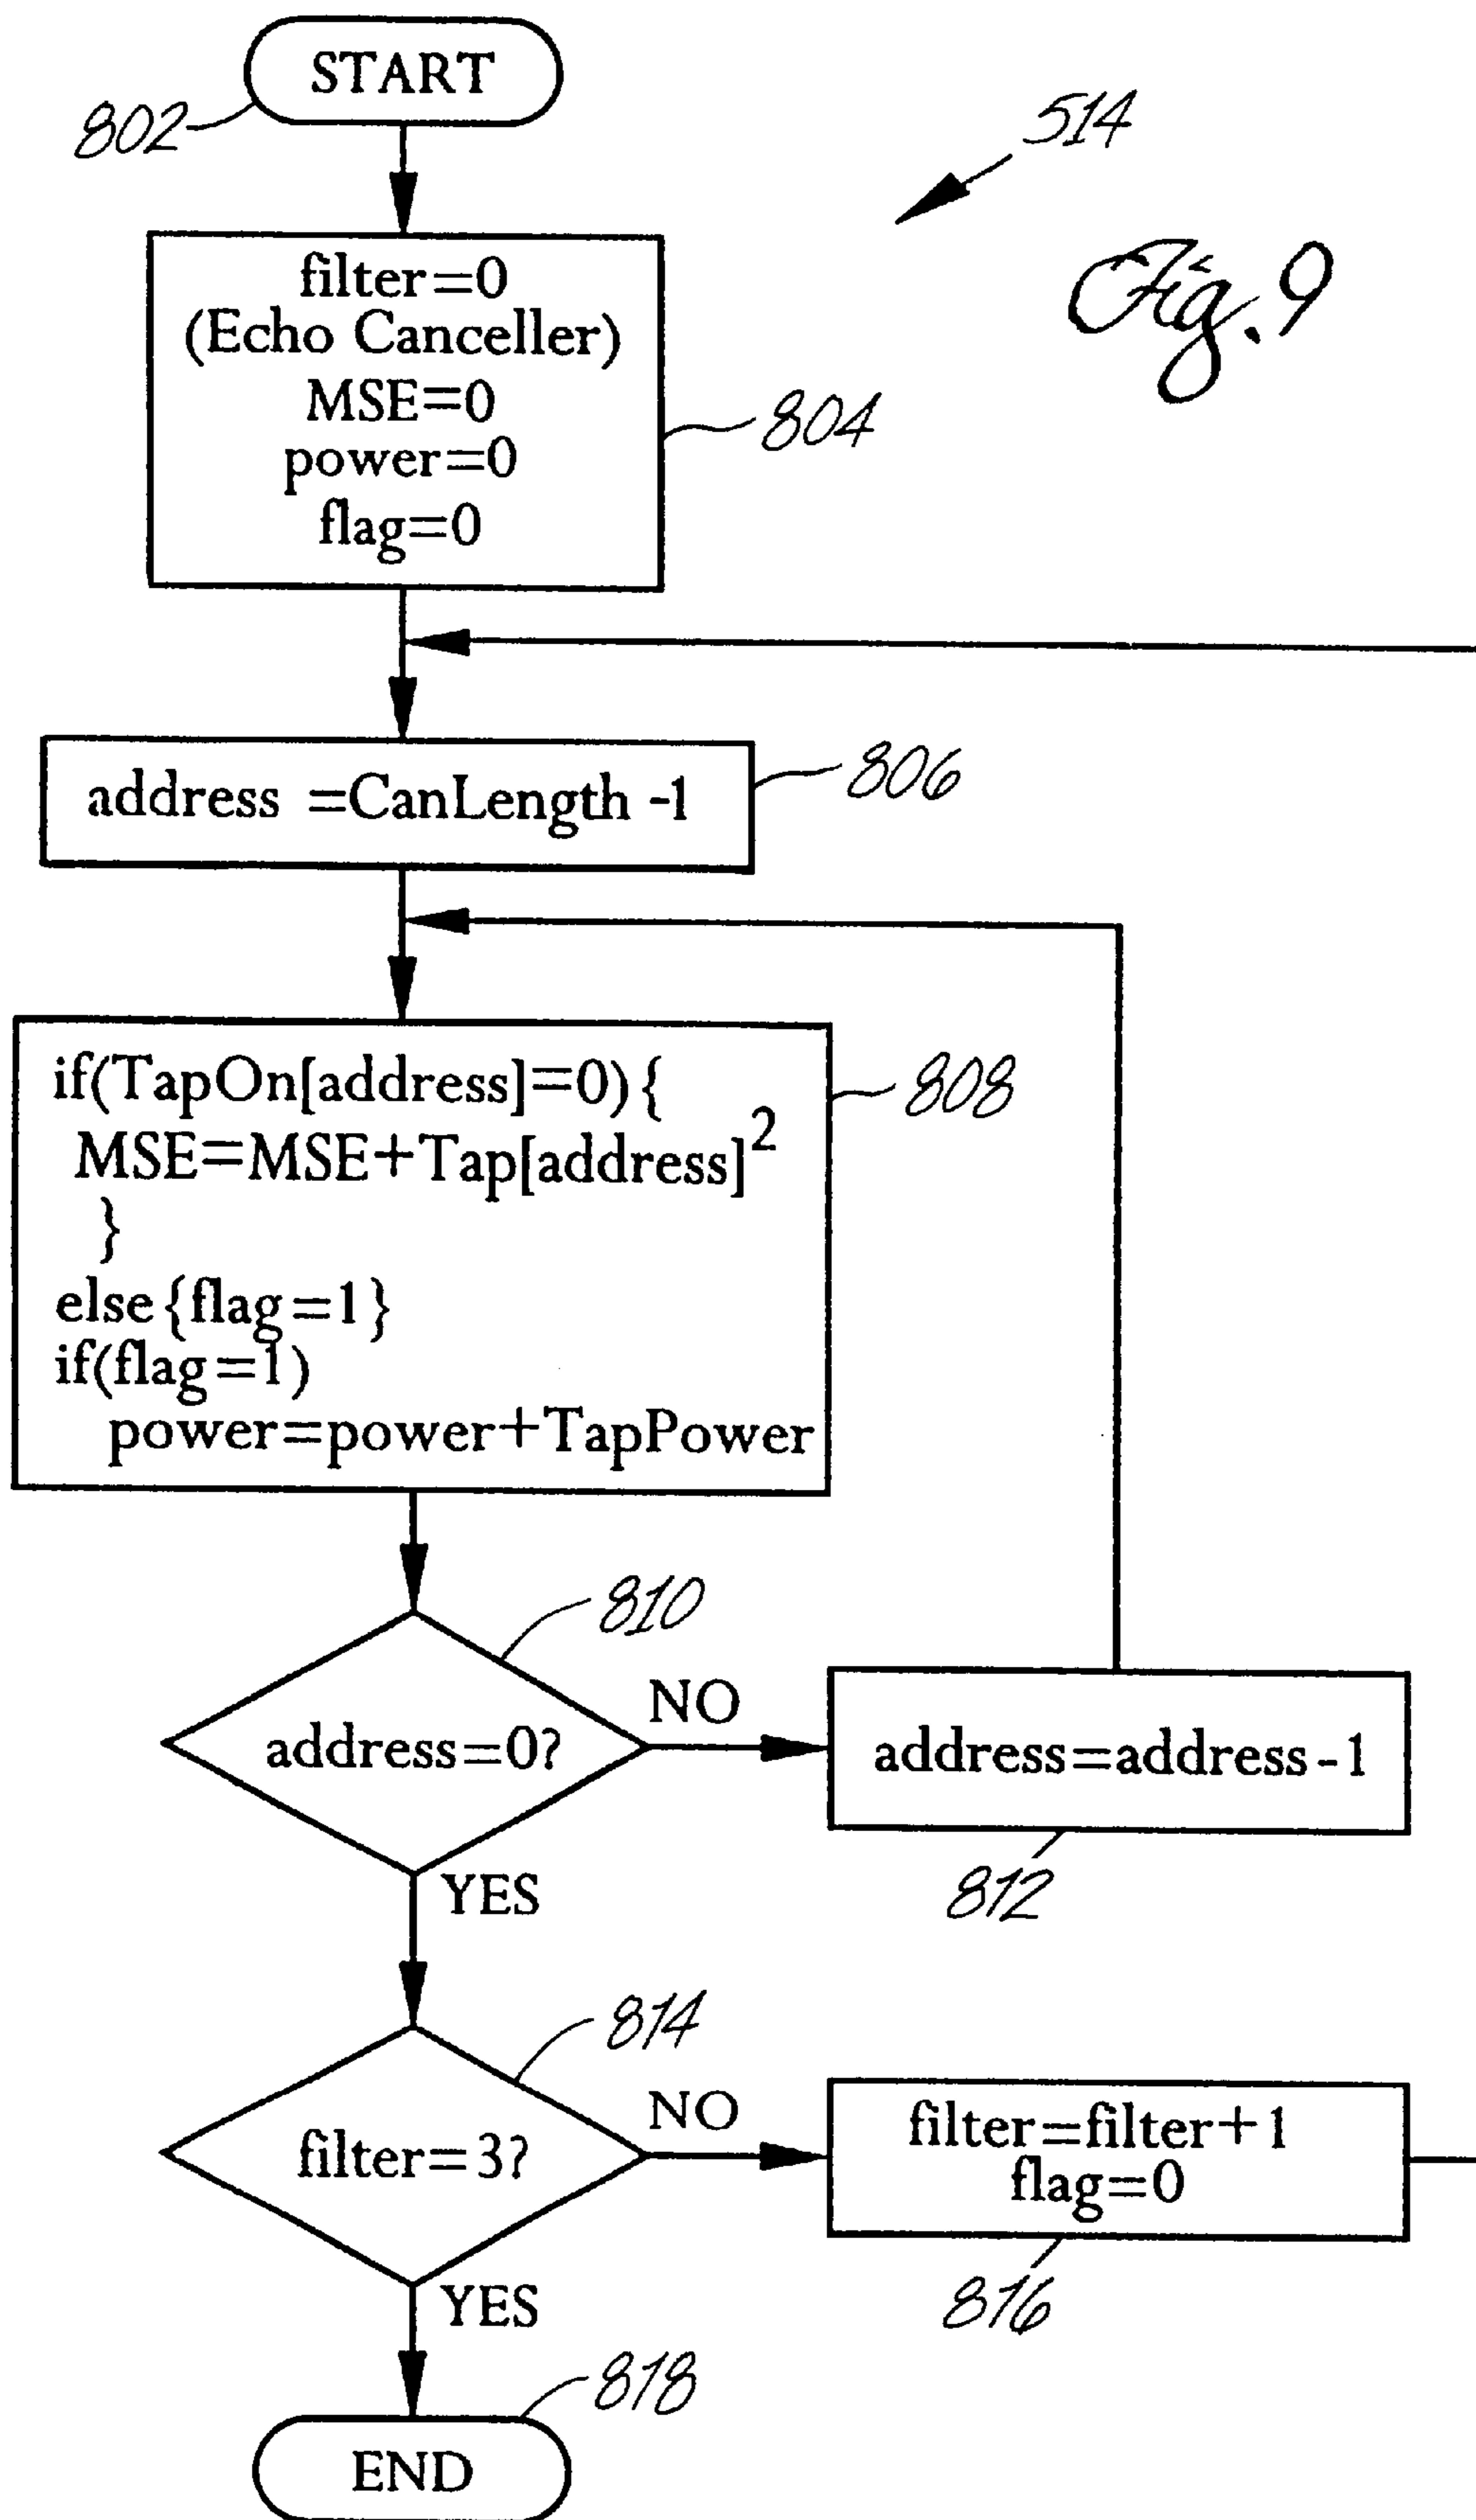 START
802
514
Fig. 9
filter=0
(Echo Canceller)
MSE=0
power=0
flag=0
804
address =CanLength -1
806
if(TapOn[address]=0){
MSE=MSE+Tap[address]²
}
else{flag=1}
if(flag=1)
power=power+TapPower
808
810
address=0?
NO
address=address-1
812
YES
814
filter=3?
NO
filter=filter+1
flag=0
816
YES
818
END